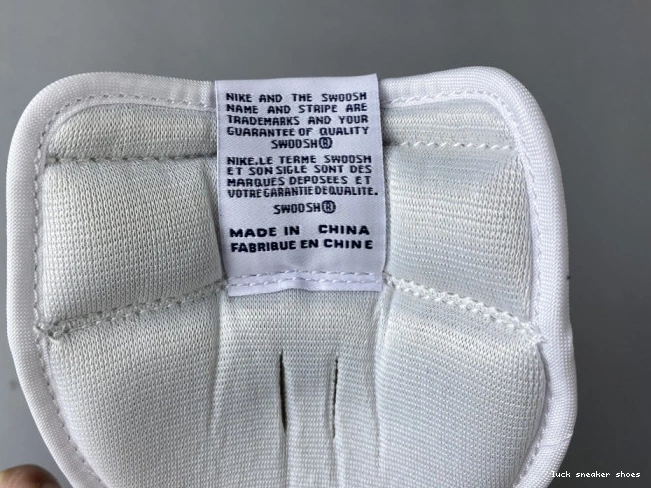 NIKE AND THE SWOOSH
NAME AND STRIPE ARE
TRADEMARKS AND YOUR
GUARANTEE OF QUALITY
SWOOSH®
NIKE.LE TERME SWOOSH
ET SON SIGLE SONT DES
MARQUES DEPOSEES ET
VOTRE GARANTIE DE QUALITE.
SWOOSH®
MADE IN CHINA
FABRIQUE EN CHINE
luck sneaker shoes